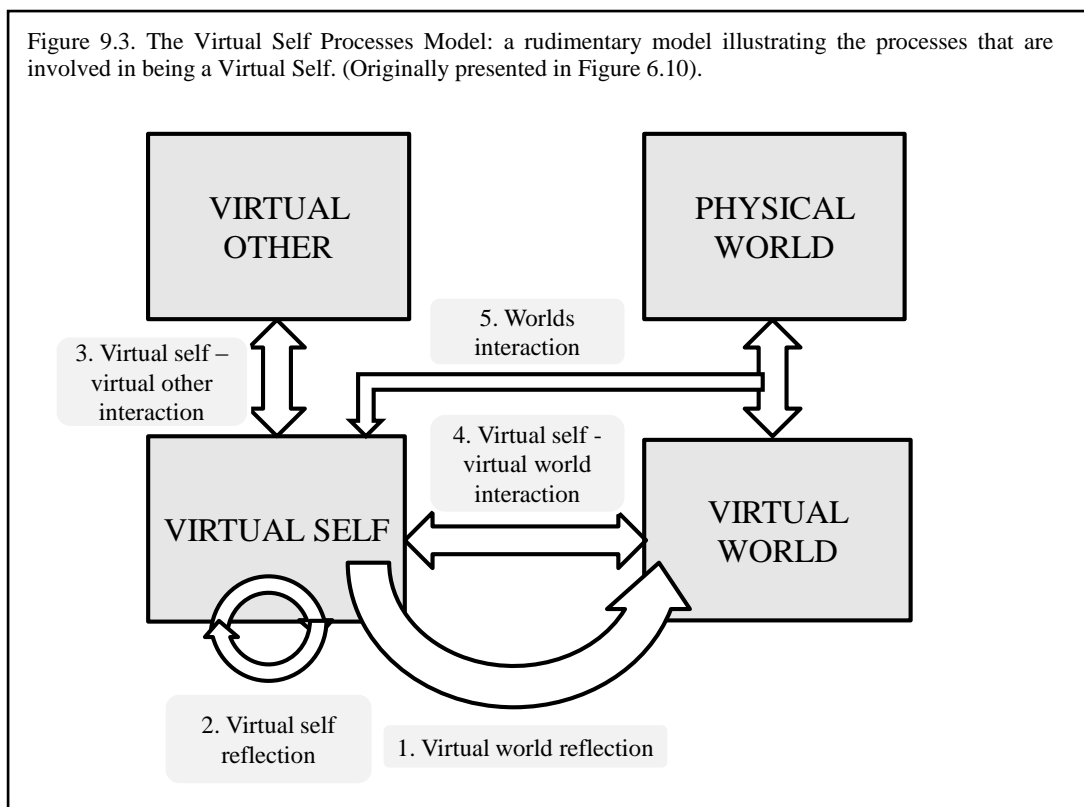 Figure 9.3. The Virtual Self Processes Model: a rudimentary model illustrating the processes that are
involved in being a Virtual Self. (Originally presented in Figure 6.10).
VIRTUAL
OTHER
PHYSICAL
WORLD
5. Worlds
interaction
3. Virtual self –
virtual other
interaction
4. Virtual self -
virtual world
interaction
VIRTUAL SELF
VIRTUAL
WORLD
2. Virtual self
reflection
1. Virtual world reflection